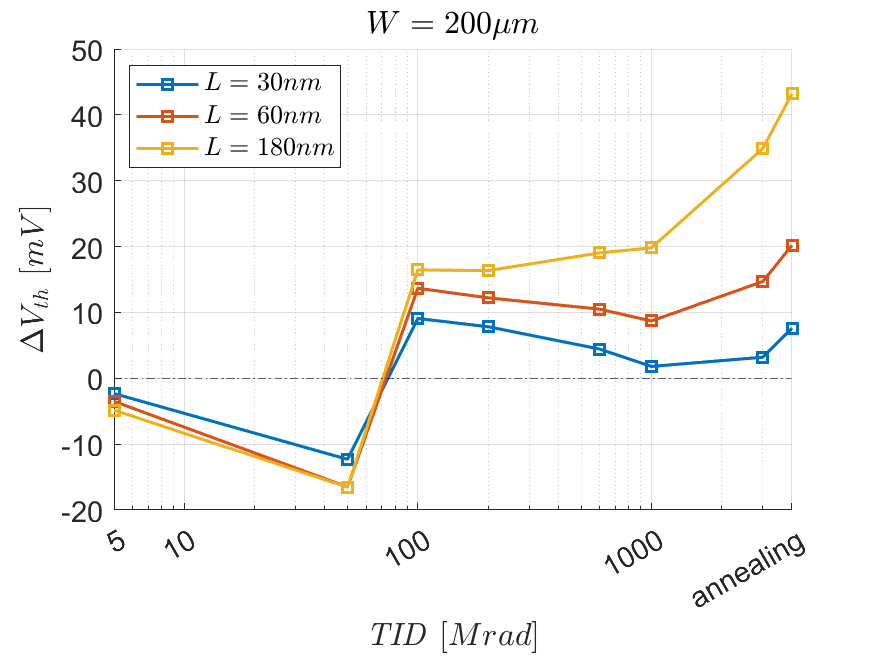 W = 200μm
50
40
30
20
10
0
-10
-20
ΔVth [mV]
L = 30nm
L = 60nm
L = 180nm
5
10
100
1000
annealing
TID [Mrad]